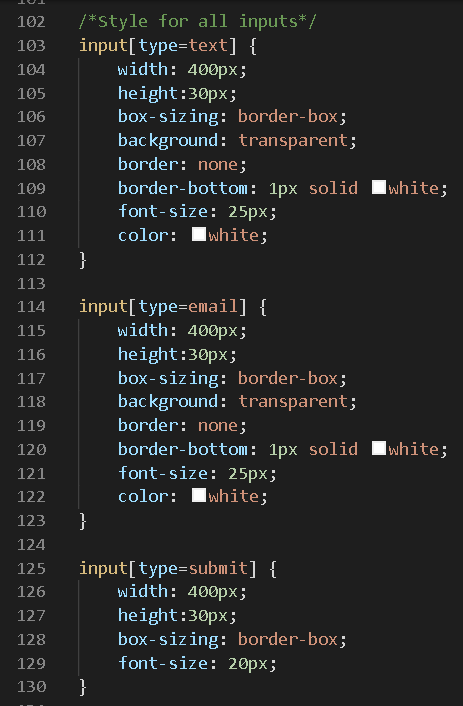 102 /*Style for all inputs*/
103 input[type=text] {
104 width: 400px;
105 height:30px;
106 box-sizing: border-box;
107 background: transparent;
108 border: none;
109 border-bottom: 1px solid white;
110 font-size: 25px;
111 color: white;
112 }
113
114 input[type=email] {
115 width: 400px;
116 height:30px;
117 box-sizing: border-box;
118 background: transparent;
119 border: none;
120 border-bottom: 1px solid white;
121 font-size: 25px;
122 color: white;
123 }
124
125 input[type=submit] {
126 width: 400px;
127 height:30px;
128 box-sizing: border-box;
129 font-size: 20px;
130 }